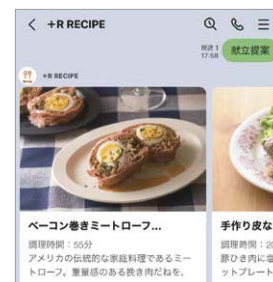 +R RECIPE
既読 1
17:58
献立提案
+R RECIPE
ベーコン巻きミートローフ...
調理時間：55分
アメリカの伝統的な家庭料理であるミー
トローフ。重量感のある挽き肉だねを、
手作り皮な
調理時間：20
豚ひき肉に塩
ットプレート